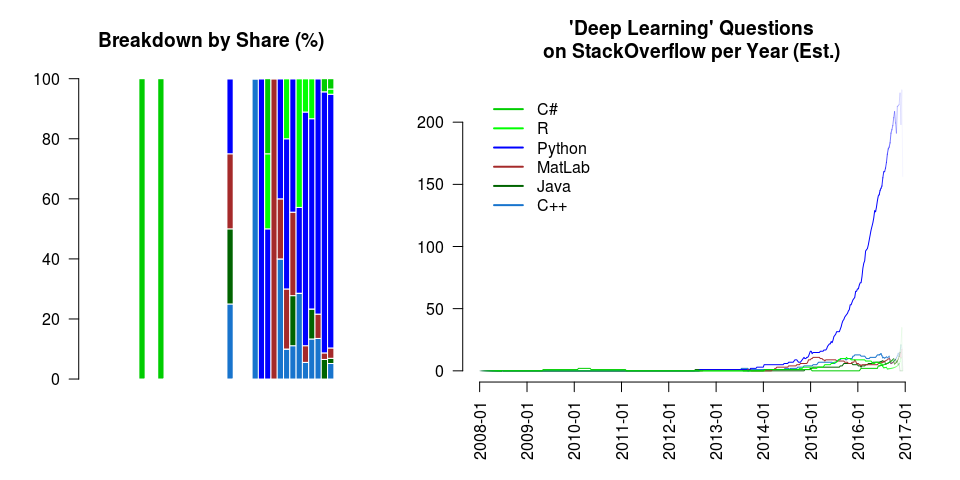 Breakdown by Share (%)
100
80
60
40
20
0
'Deep Learning' Questions
on StackOverflow per Year (Est.)
C#
R
Python
MatLab
Java
C++
200
150
100
50
0
2008-01
2009-01
2010-01
2011-01
2012-01
2013-01
2014-01
2015-01
2016-01
2017-01